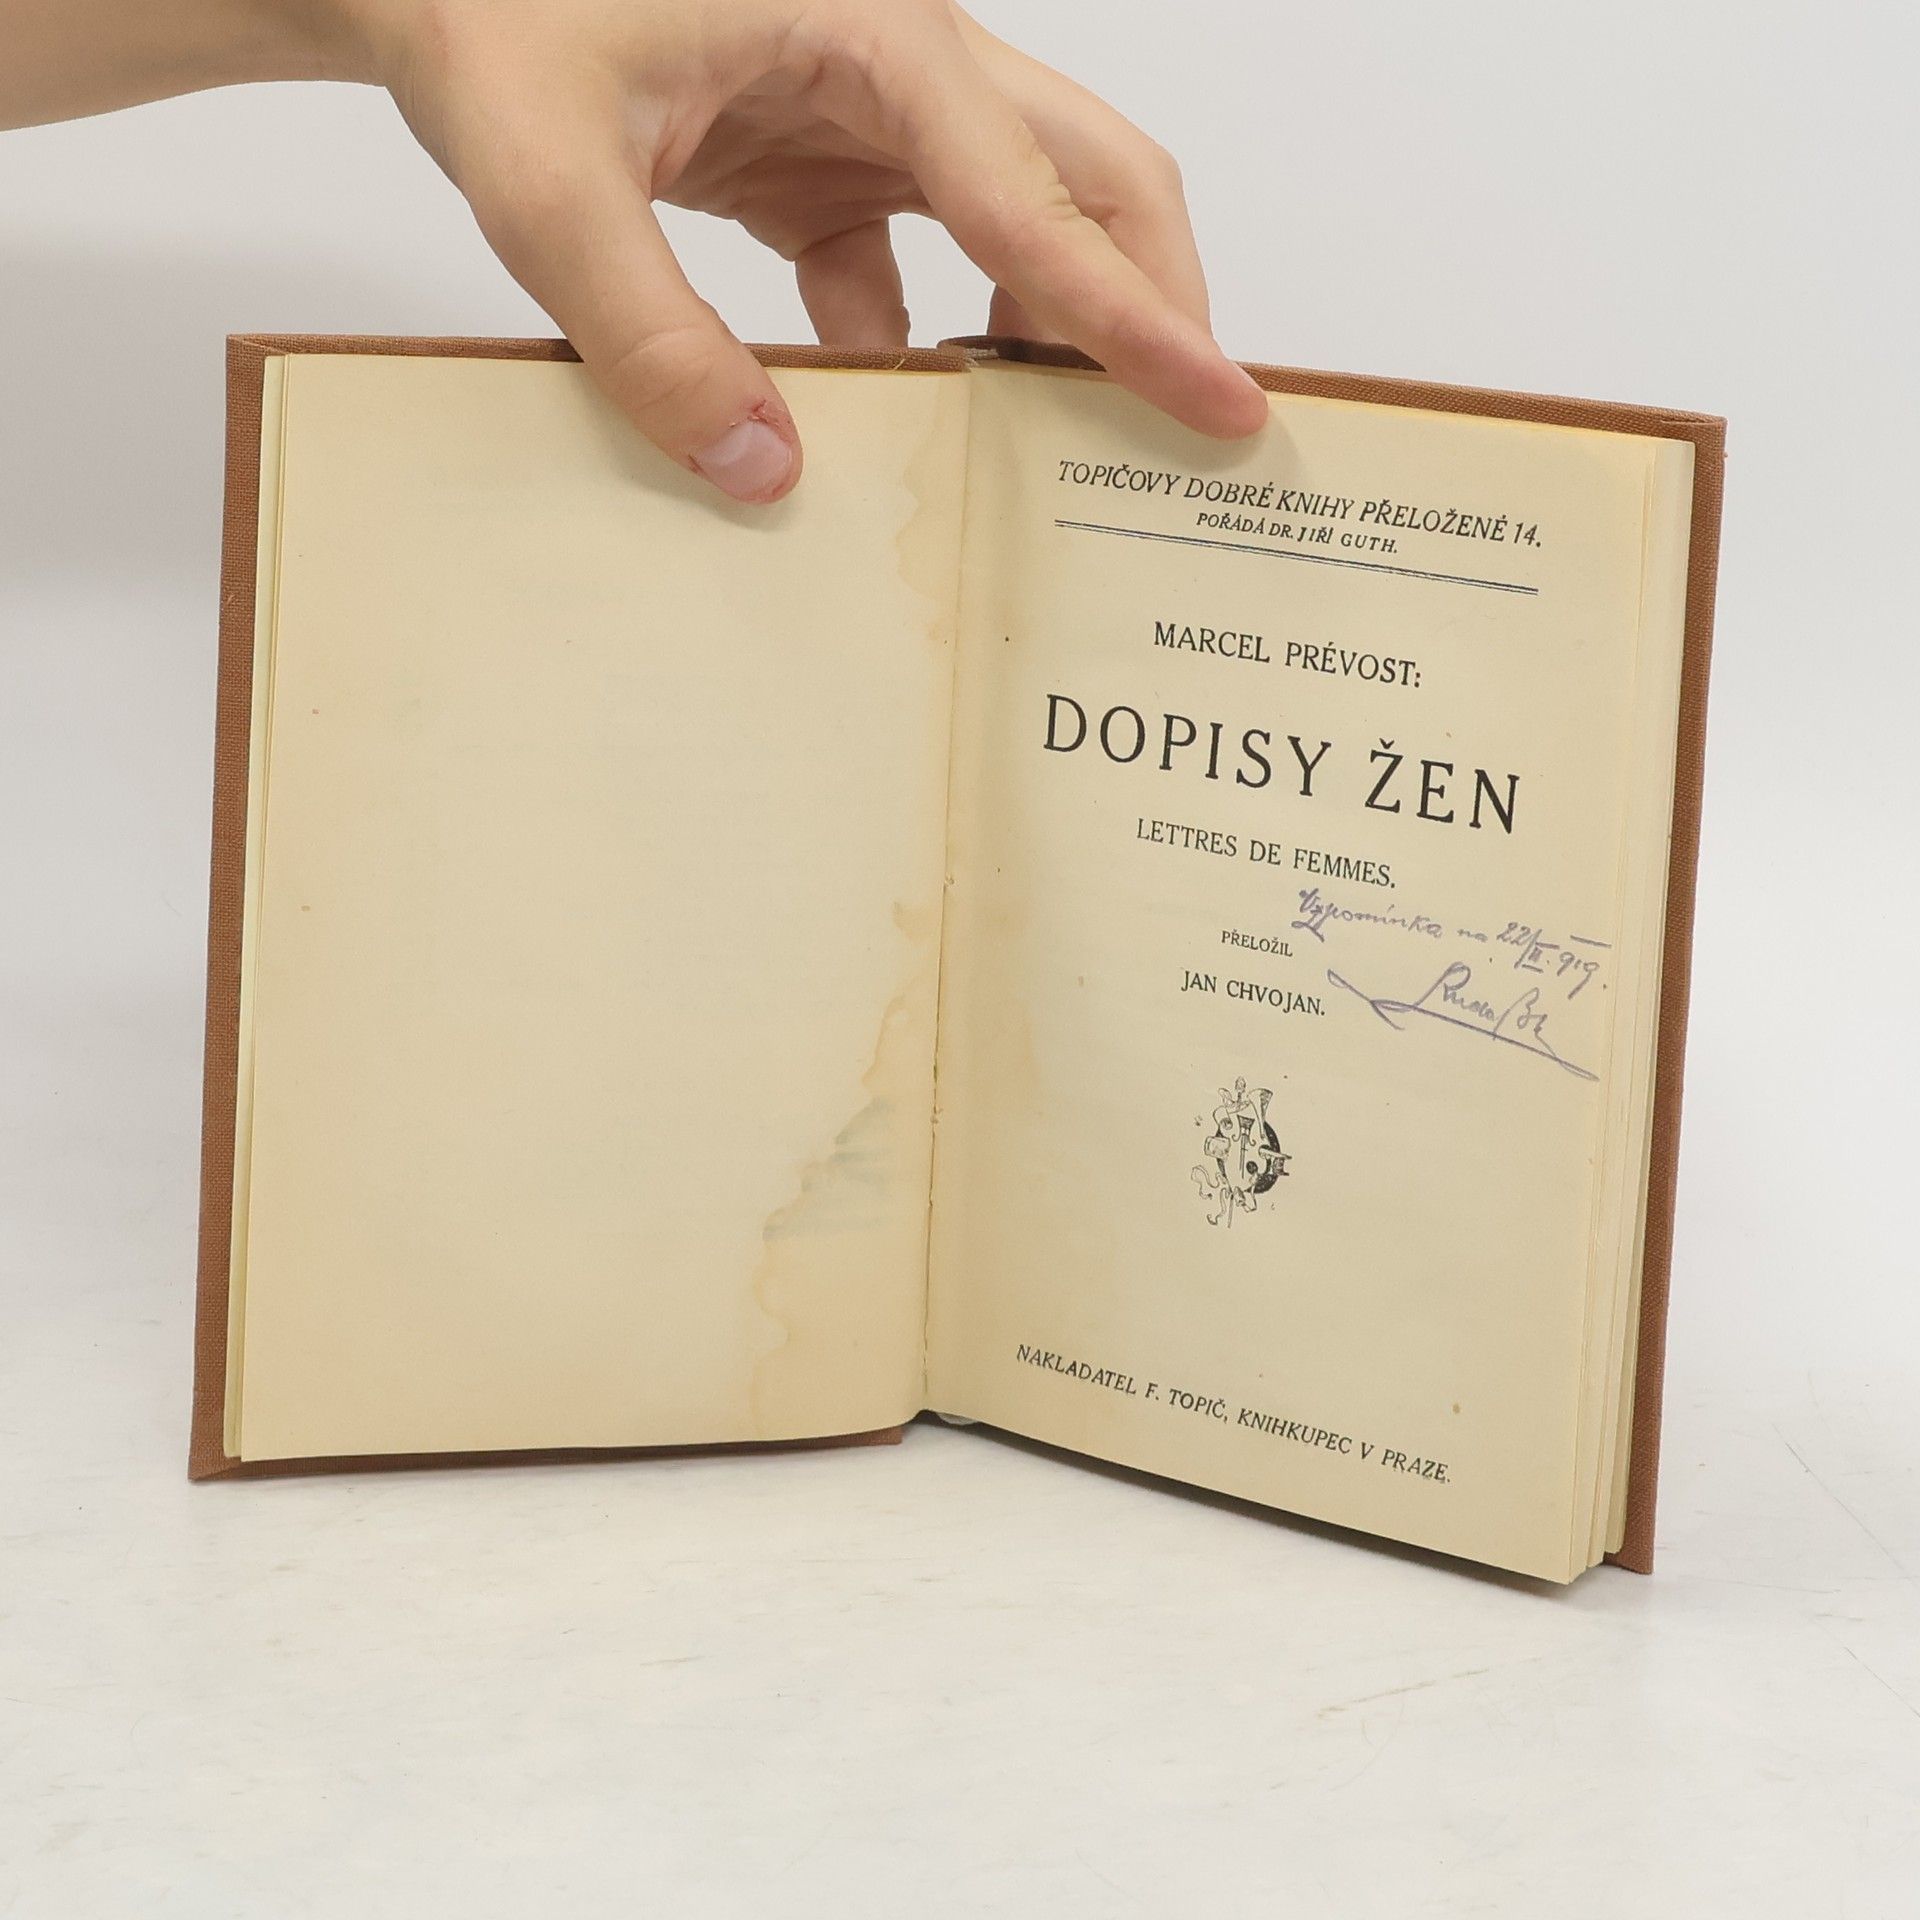 TOPIČOVY DOBRÉ KNIHY PŘELOŽENÉ 14.
POŘÁDÁ DR. JIŘÍ GUTH.
MARCEL PRÉVOST:
DOPISY ŽEN
LETTRES DE FEMMES.
Vzpomínka na 22/II. 919.
PŘELOŽIL
JAN CHVOJAN.
NAKLADATEL F. TOPIČ, KNIHKUPEC V PRAZE.